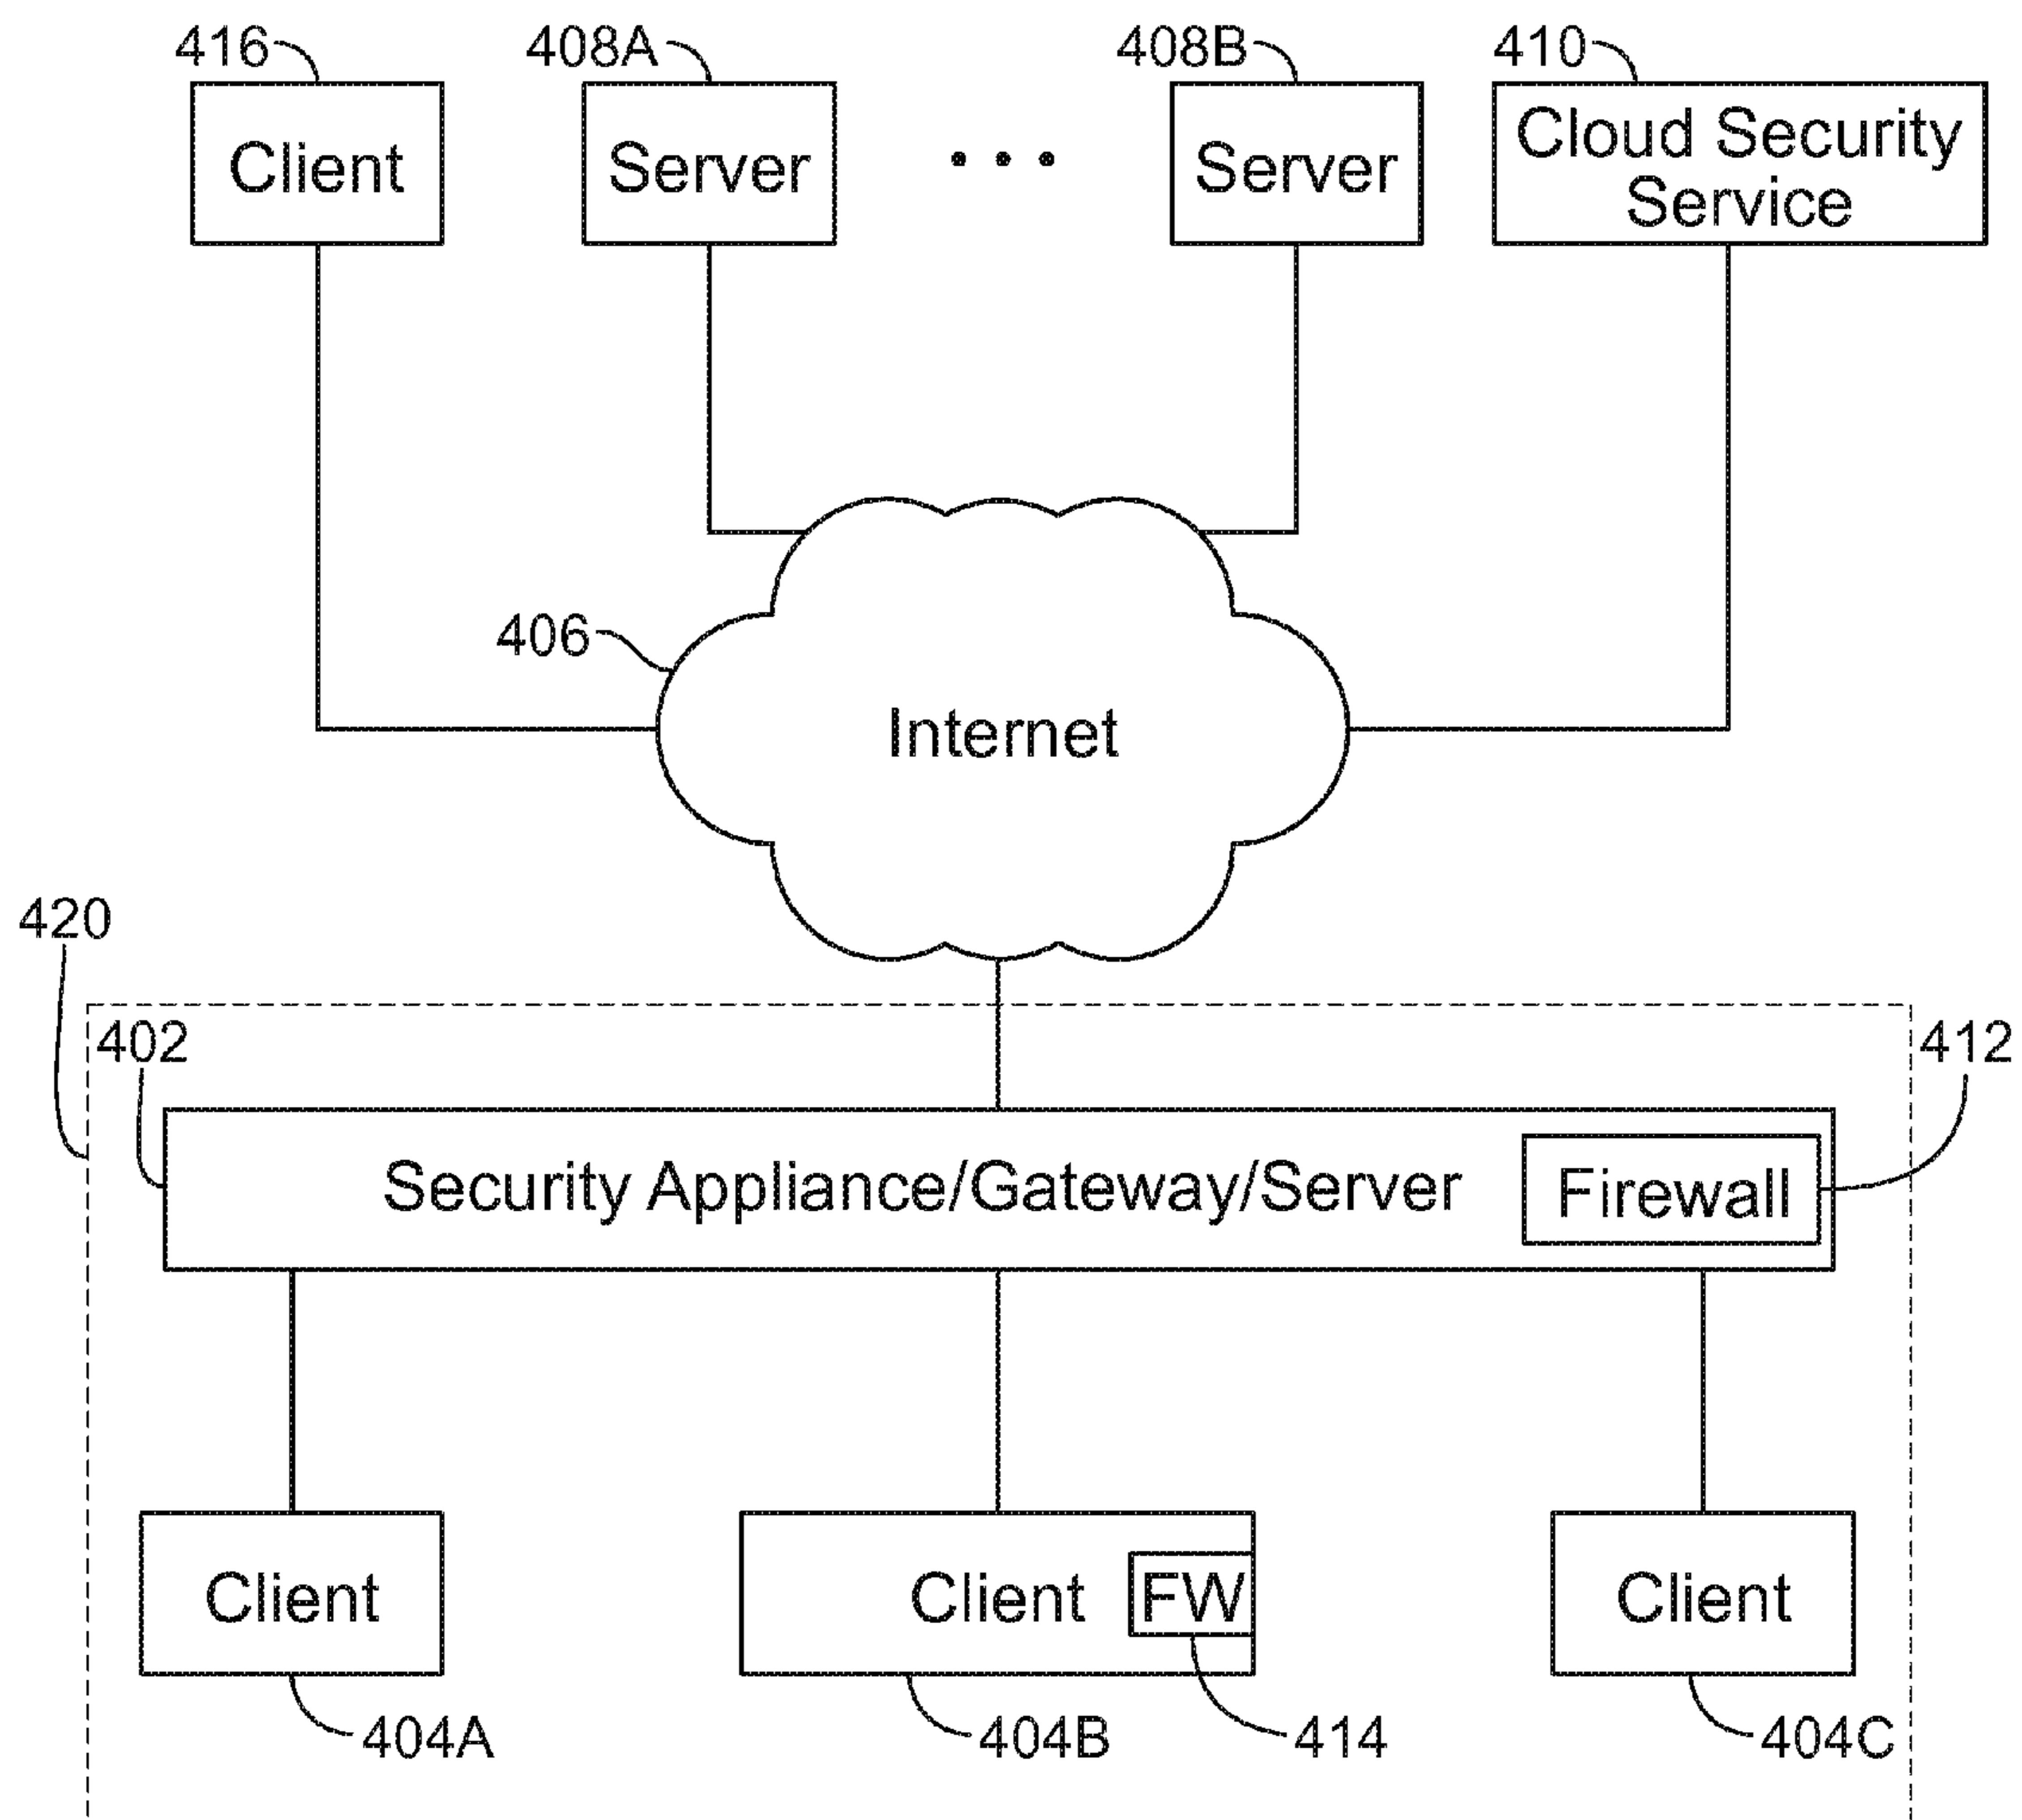 416
408A
408B
410
Client
Server
• • •
Server
Cloud Security
Service
406
Internet
420
402
412
Security Appliance/Gateway/Server
Firewall
Client
Client
FW
Client
404A
404B
414
404C